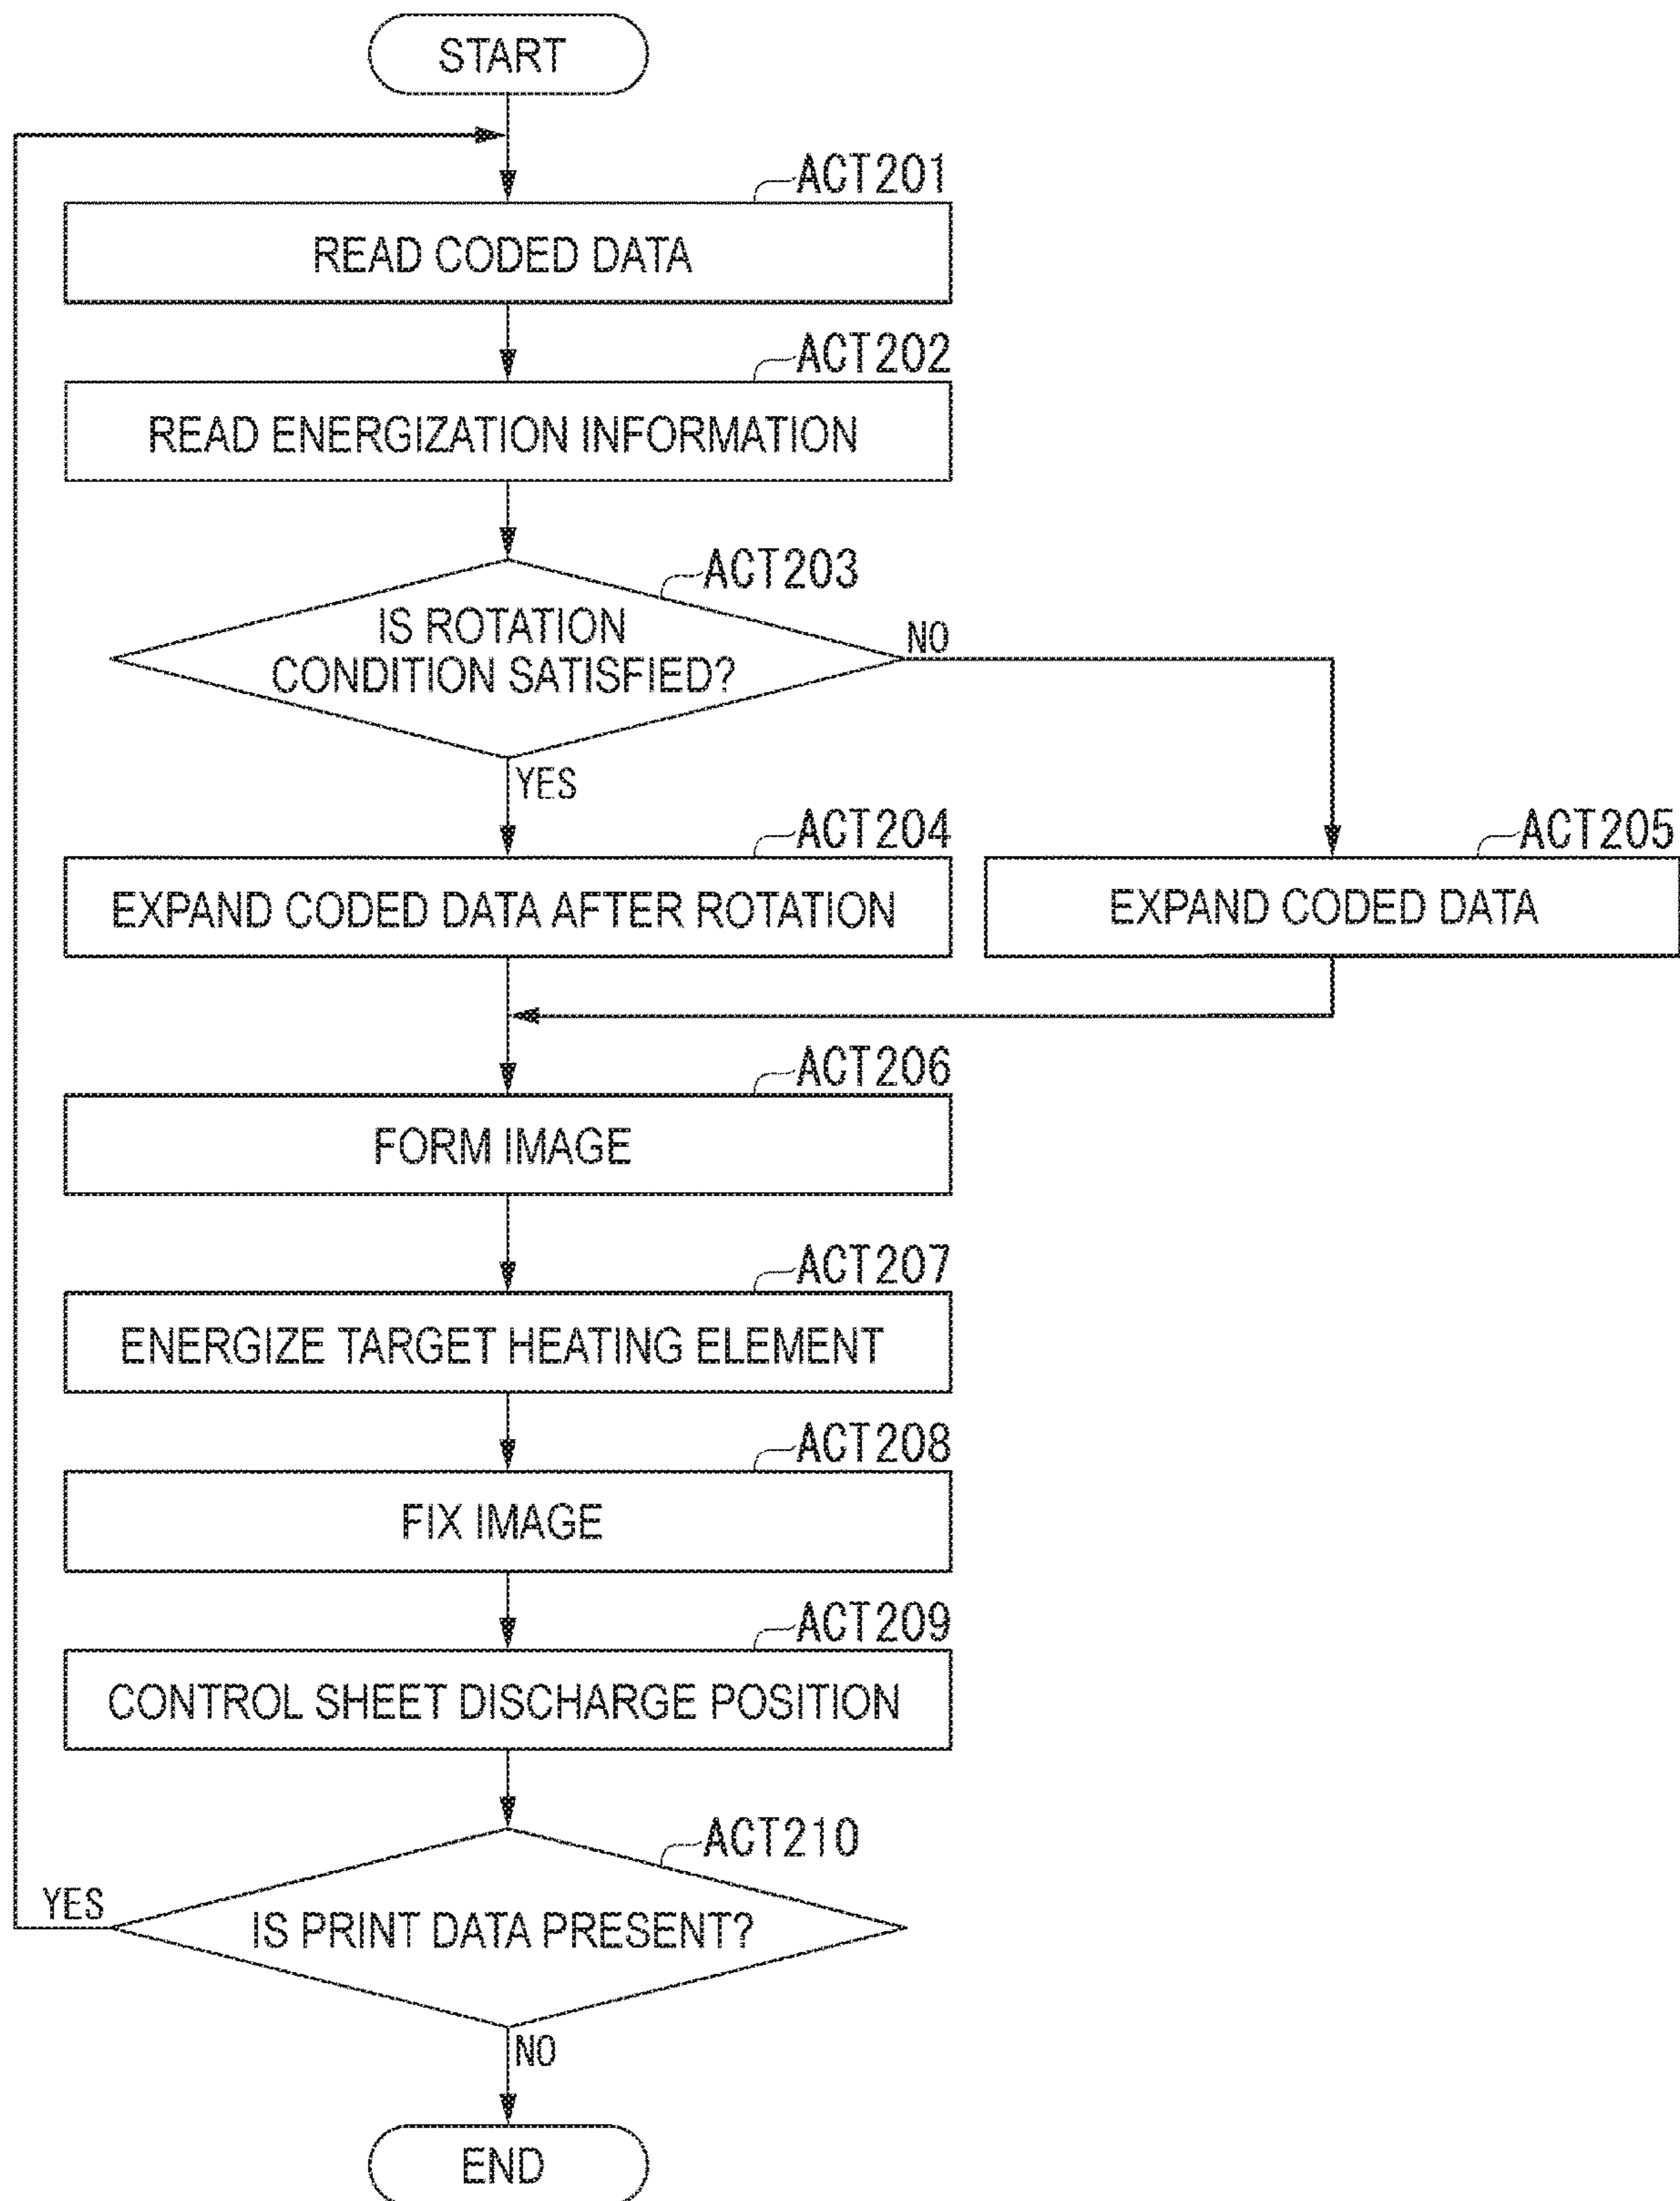 START
ACT201
READ CODED DATA
ACT202
READ ENERGIZATION INFORMATION
ACT203
IS ROTATION
CONDITION SATISFIED?
NO
YES
ACT204
EXPAND CODED DATA AFTER ROTATION
ACT205
EXPAND CODED DATA
ACT206
FORM IMAGE
ACT207
ENERGIZE TARGET HEATING ELEMENT
ACT208
FIX IMAGE
ACT209
CONTROL SHEET DISCHARGE POSITION
ACT210
YES
IS PRINT DATA PRESENT?
NO
END